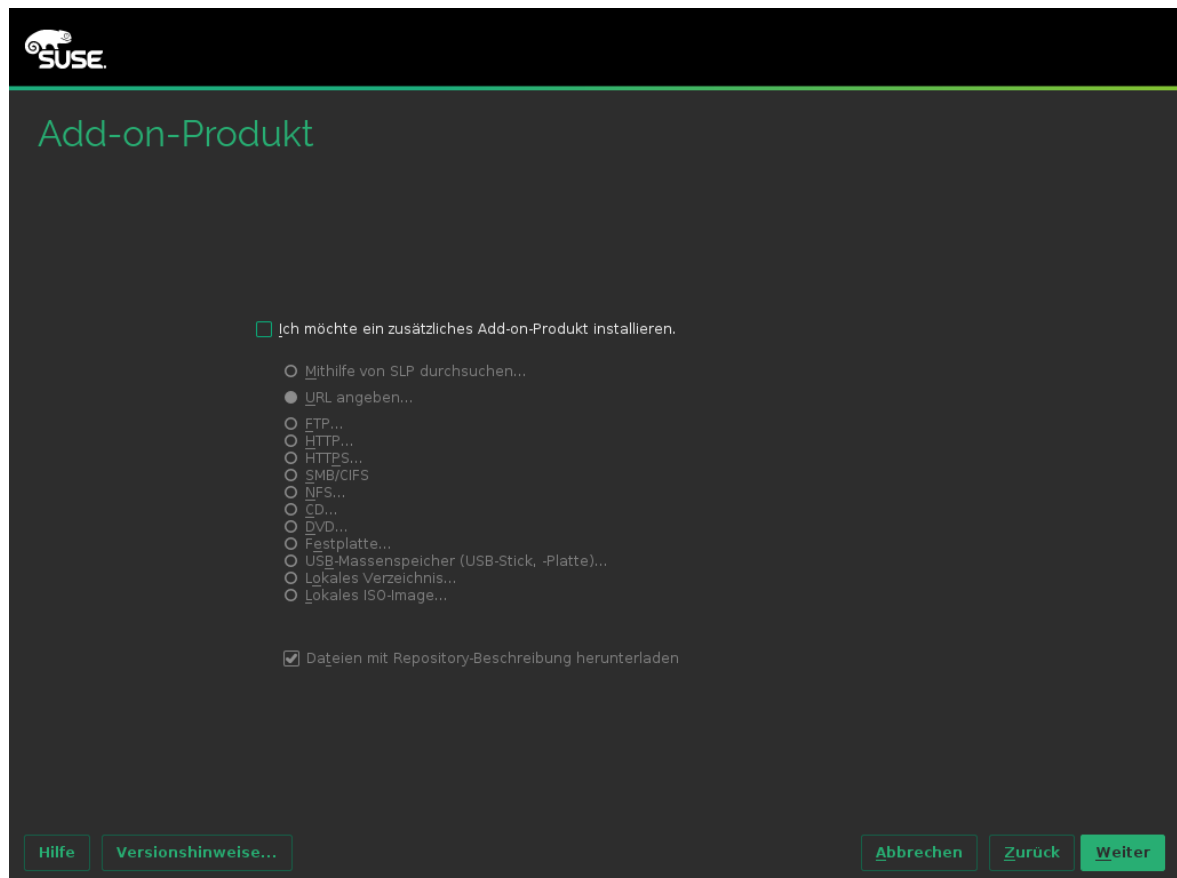 SUSE.
Add-on-Produkt
Ich möchte ein zusätzliches Add-on-Produkt installieren.
Mithilfe von SLP durchsuchen...
URL angeben...
FTP...
HTTP...
HTTPS...
SMB/CIFS
NFS...
CD...
DVD...
Festplatte...
USB-Massenspeicher (USB-Stick, -Platte)...
Lokales Verzeichnis...
Lokales ISO-Image...
Dateien mit Repository-Beschreibung herunterladen
Hilfe Versionshinweise... Abbrechen Zurück Weiter